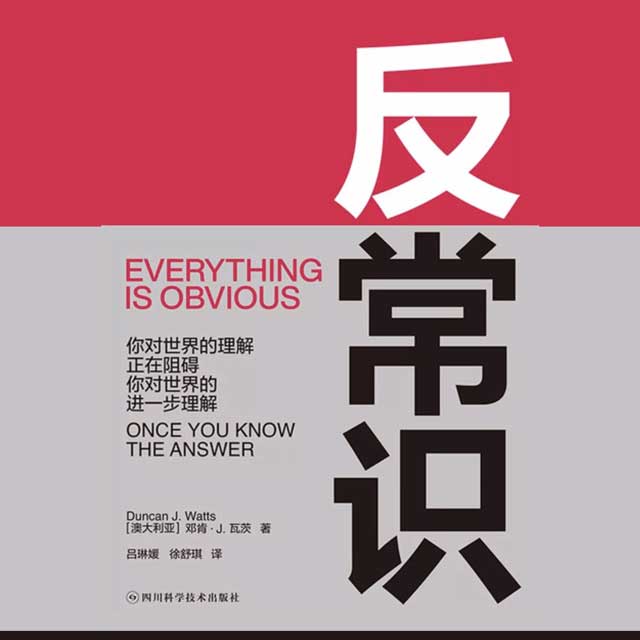 反常识
EVERYTHING
IS OBVIOUS
你对世界的理解
正在阻碍
你对世界的
进一步理解
ONCE YOU KNOW
THE ANSWER
Duncan J. Watts
[澳大利亚] 邓肯·J. 瓦茨 著
吕琳媛 徐舒琪 译
四川科学技术出版社